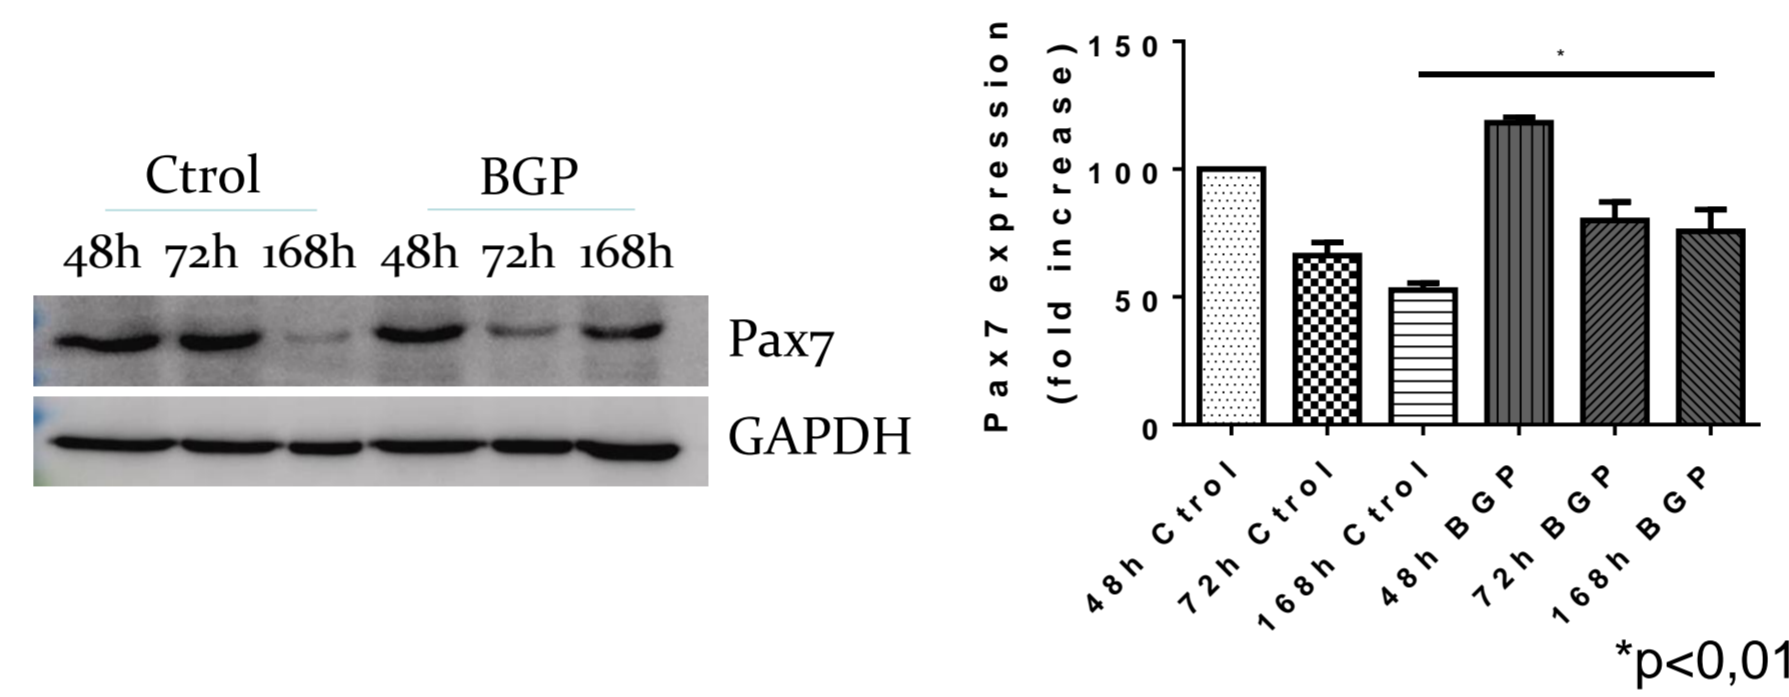 Ctrol BGP
48h 72h 168h 48h 72h 168h
Pax7
GAPDH
Pax7 expression
(fold increase)
150
*
100
50
0
48h Ctrol
72h Ctrol
168h Ctrol
48h BGP
72h BGP
168h BGP
*p<0,01